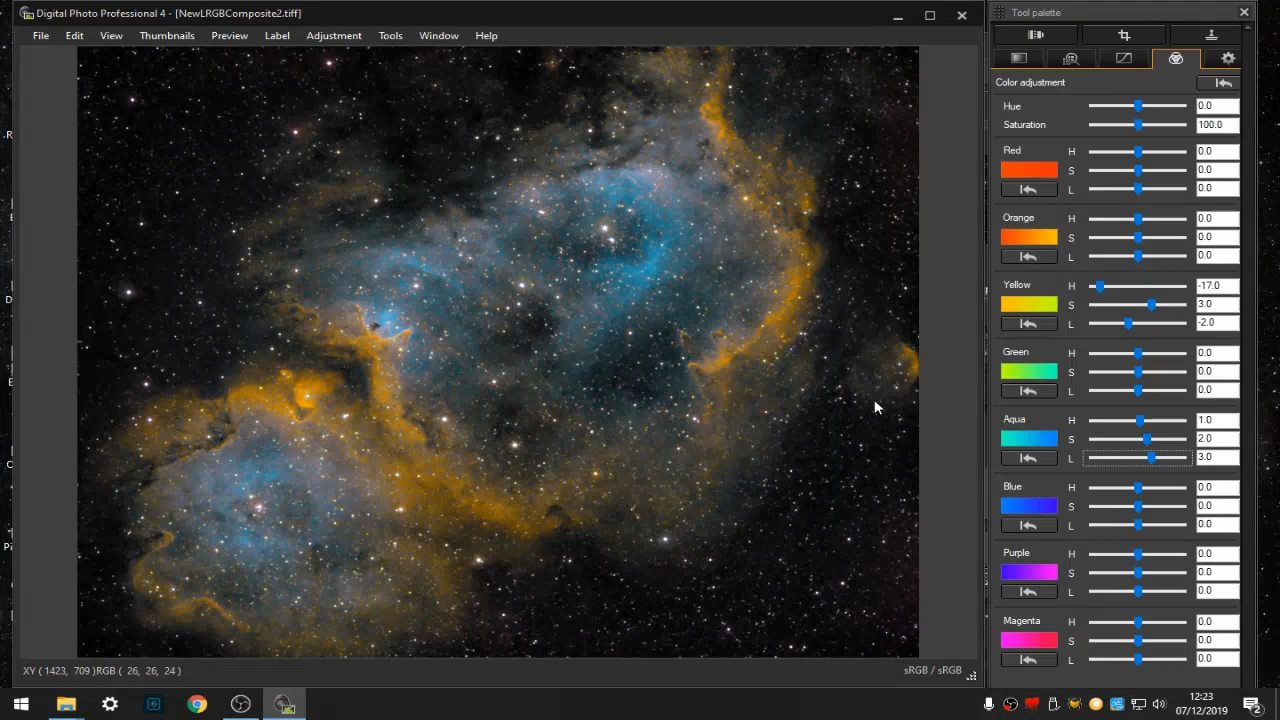 Digital Photo Professional 4 - [NewLRGBComposite2.tiff]
File Edit View Thumbnails Preview Label Adjustment Tools Window Help
Tool palette
Color adjustment
Hue 0.0
Saturation 100.0
Red H 0.0
S 0.0
L 0.0
Orange H 0.0
S 0.0
L 0.0
Yellow H -17.0
S 3.0
L -2.0
Green H 0.0
S 0.0
L 0.0
Aqua H 1.0
S 2.0
L 3.0
Blue H 0.0
S 0.0
L 0.0
Purple H 0.0
S 0.0
L 0.0
Magenta H 0.0
S 0.0
L 0.0
XY ( 1423, 709 )RGB ( 26, 26, 24 )
sRGB / sRGB
12:23
07/12/2019
2